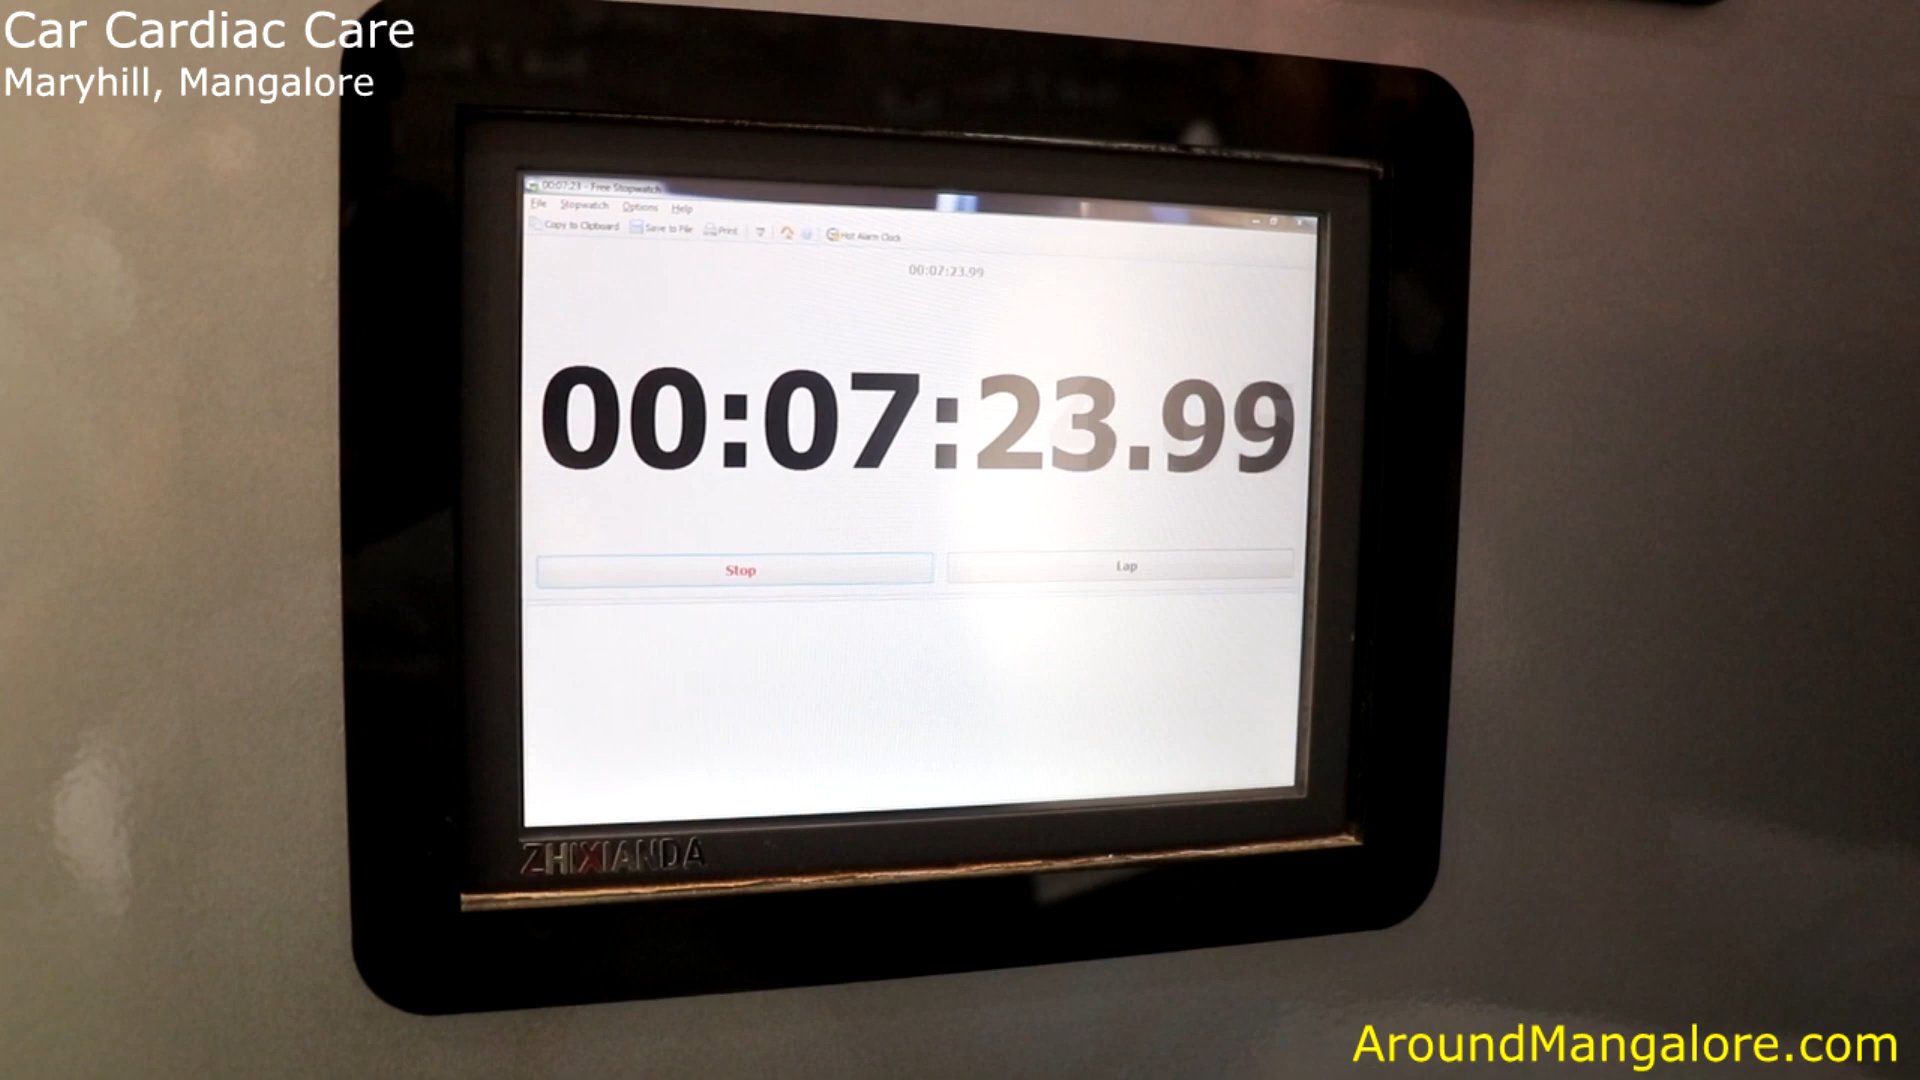 Car Cardiac Care
Maryhill, Mangalore
00:07:23 - Free Stopwatch
File Stopwatch Options Help
Copy to Clipboard Save to File Print Hot Alarm Clock
00:07:23.99
00:07:23.99
Stop Lap
ZHIXIANDA
AroundMangalore.com